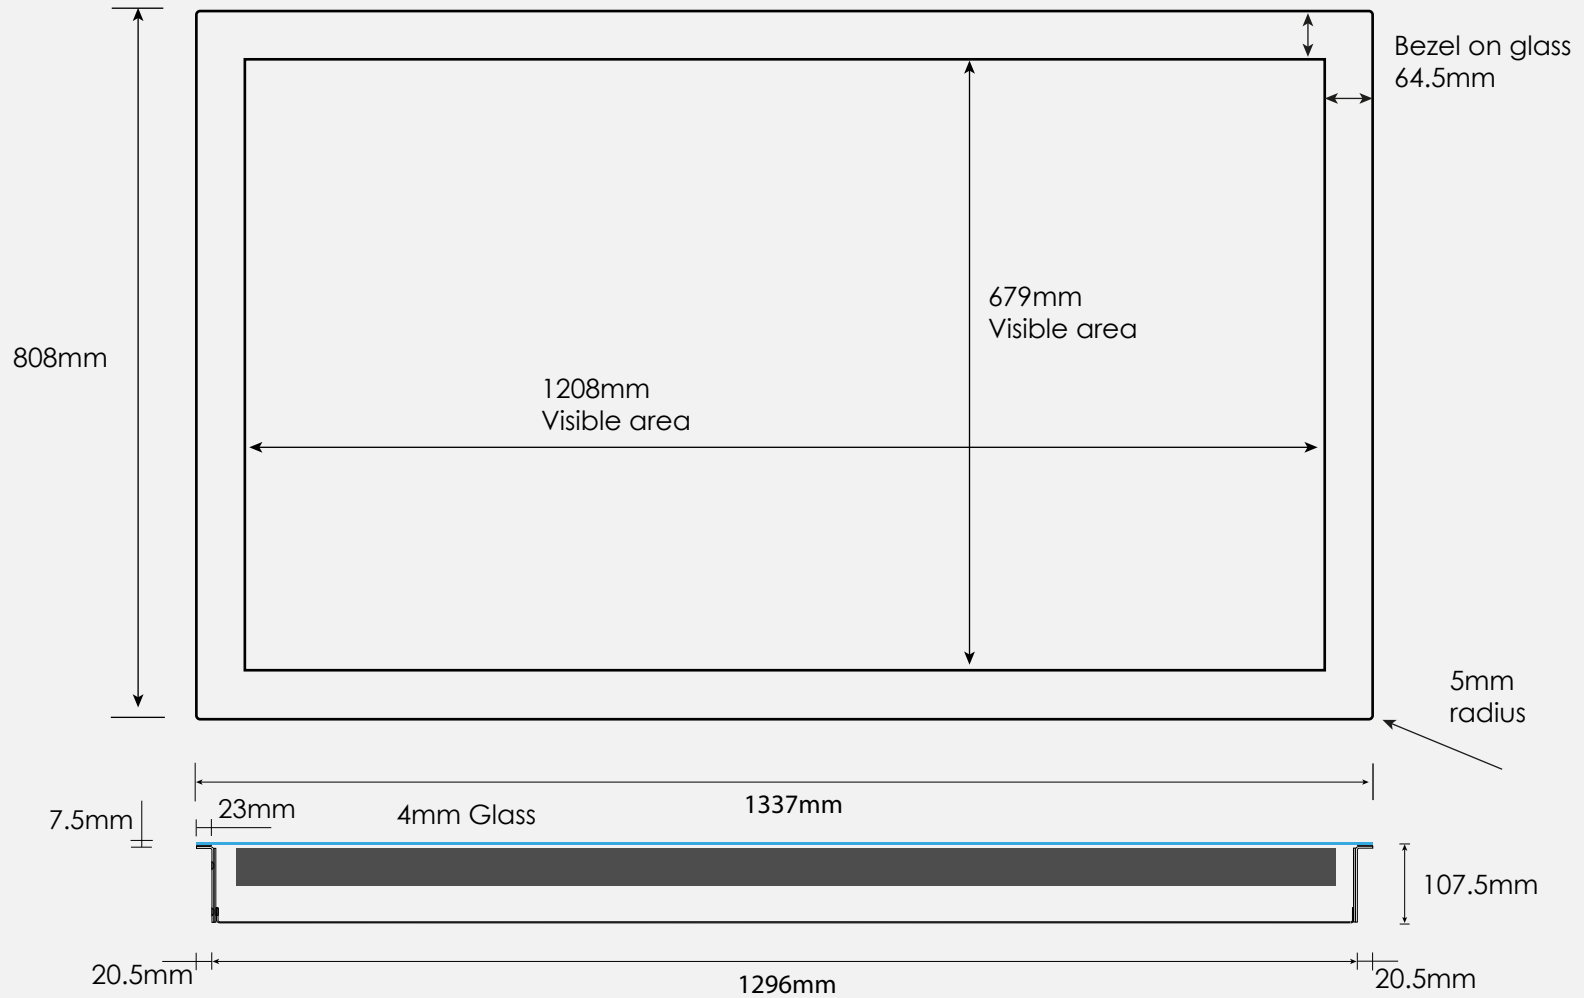 Bezel on glass
64.5mm
679mm
Visible area
808mm
1208mm
Visible area
5mm
radius
1337mm
7.5mm
23mm
4mm Glass
107.5mm
20.5mm
1296mm
20.5mm